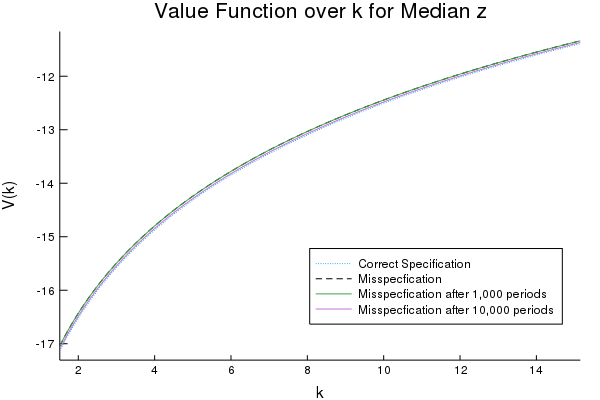 Value Function over k for Median z
V(k)
-12
-13
-14
-15
-16
-17
Correct Specification
Misspecfication
Misspecfication after 1,000 periods
Misspecfication after 10,000 periods
2 4 6 8 10 12 14
k